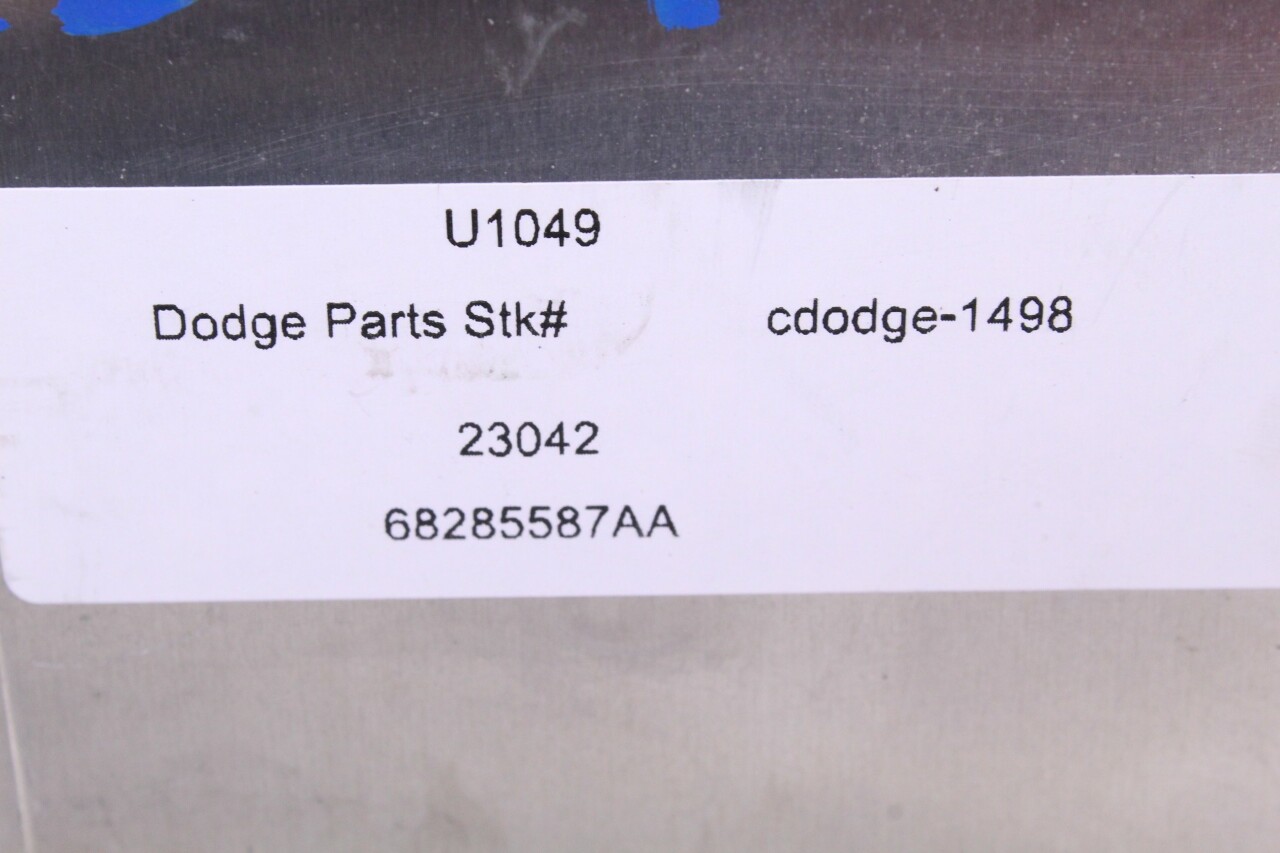 U1049
Dodge Parts Stk# cdodge-1498
23042
68285587AA